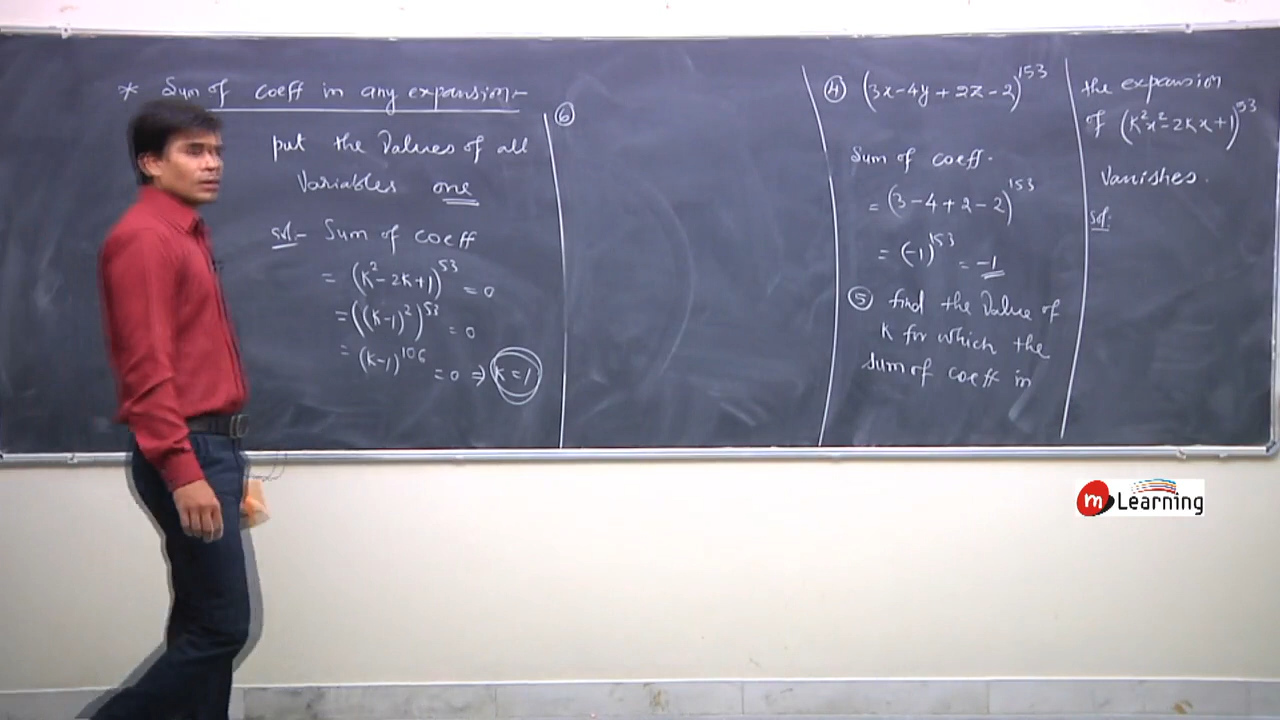 * Sum of coeff in any expansion:-
put the Values of all
Variables one
sol:- Sum of coeff
= (k²-2k+1)⁵³ = 0
= ((k-1)²)⁵³ = 0
= (k-1)¹⁰⁶ = 0 ⇒ k = 1
⑥
④ (3x-4y+2z-2)¹⁵³
Sum of coeff.
= (3-4+2-2)¹⁵³
= (-1)¹⁵³ = -1
⑤ find the Value of
k for which the
sum of coeff in
the expansion
of (k²x²-2kx+1)⁵³
vanishes.
sol:
m Learning